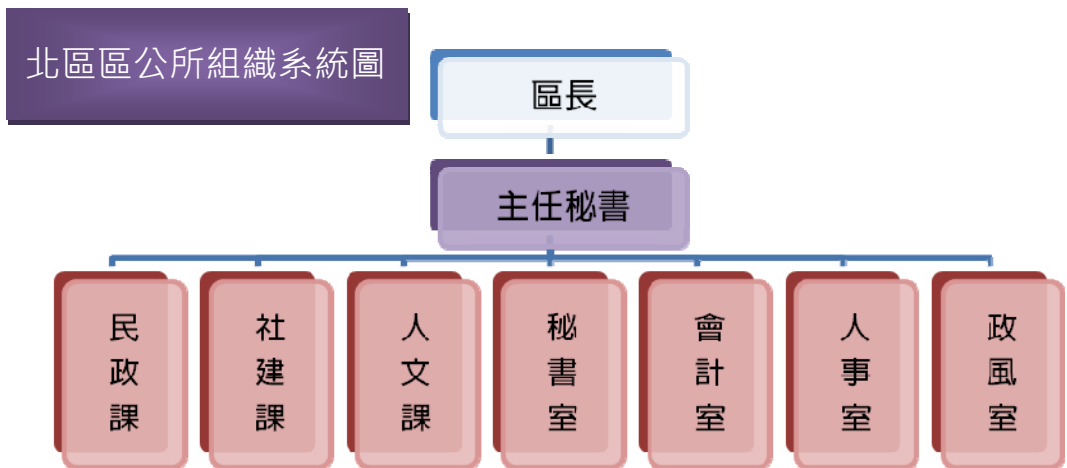 北區區公所組織系統圖
區長
主任秘書
民政課
社建課
人文課
秘書室
會計室
人事室
政風室